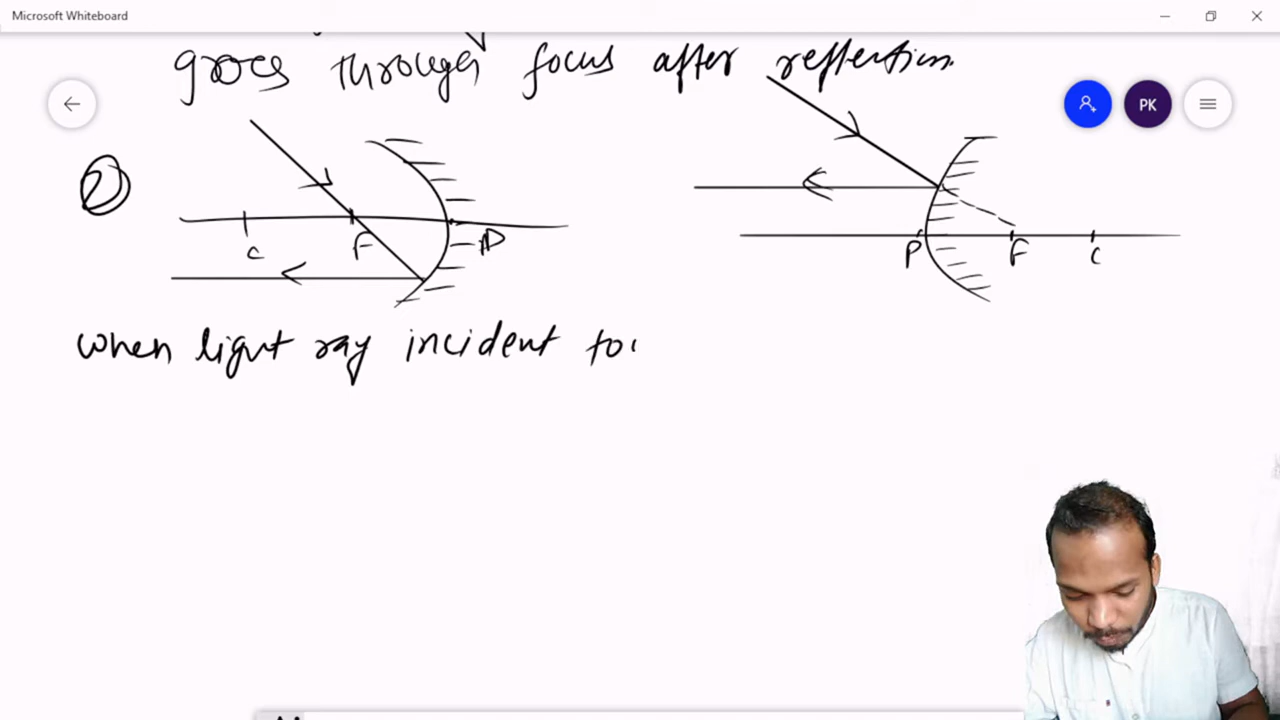 Microsoft Whiteboard
PK
goes through focus after reflection.
2
C F P
P F C
when light ray incident to